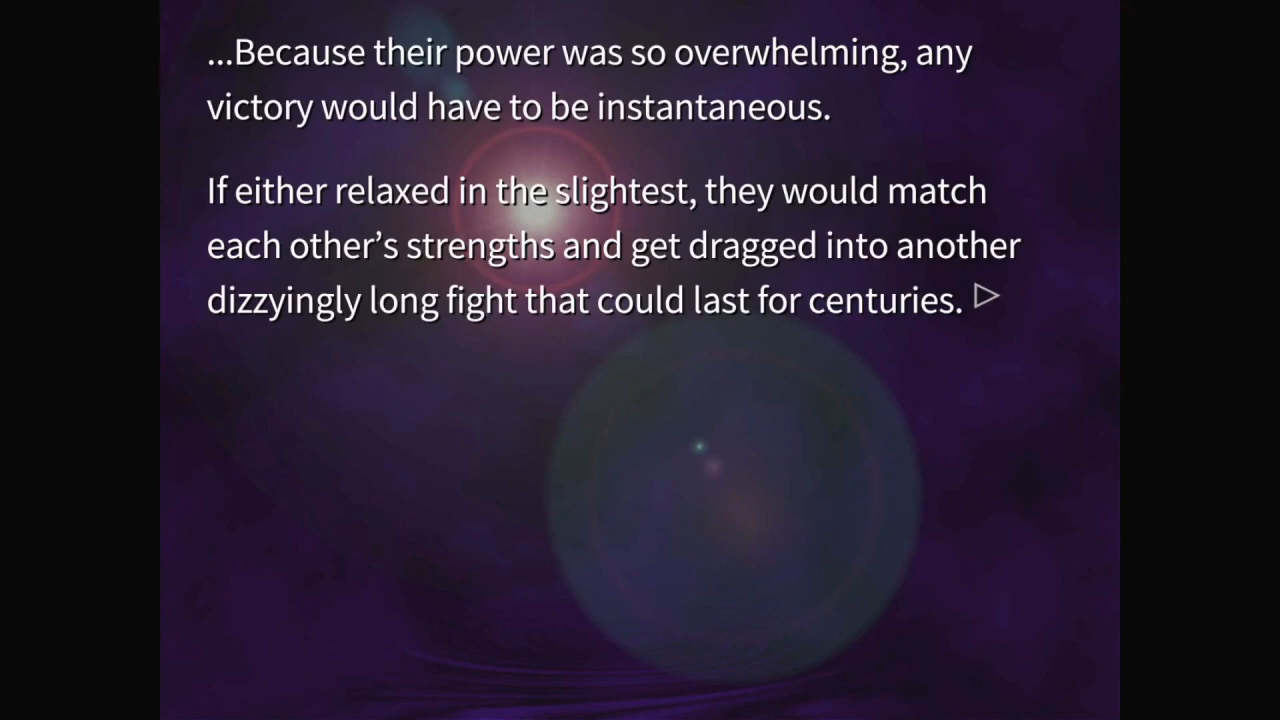 ...Because their power was so overwhelming, any
victory would have to be instantaneous.
If either relaxed in the slightest, they would match
each other’s strengths and get dragged into another
dizzyingly long fight that could last for centuries.